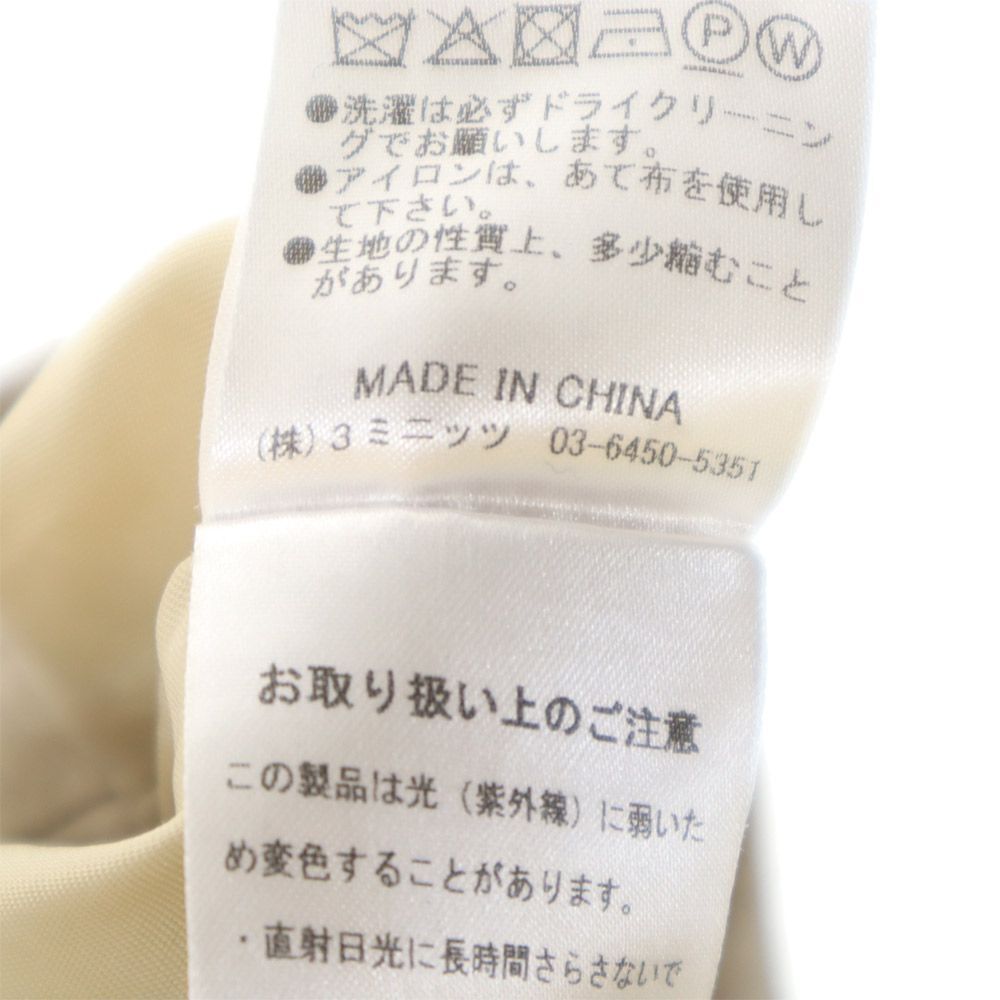 P W
●洗濯は必ずドライクリーニン
グでお願いします。
●アイロンは、あて布を使用し
て下さい。
●生地の性質上、多少縮むこと
があります。
MADE IN CHINA
(株)3ミニッツ 03-6450-5351
お取り扱い上のご注意
この製品は光(紫外線)に弱いた
め変色することがあります。
・直射日光に長時間さらさないで